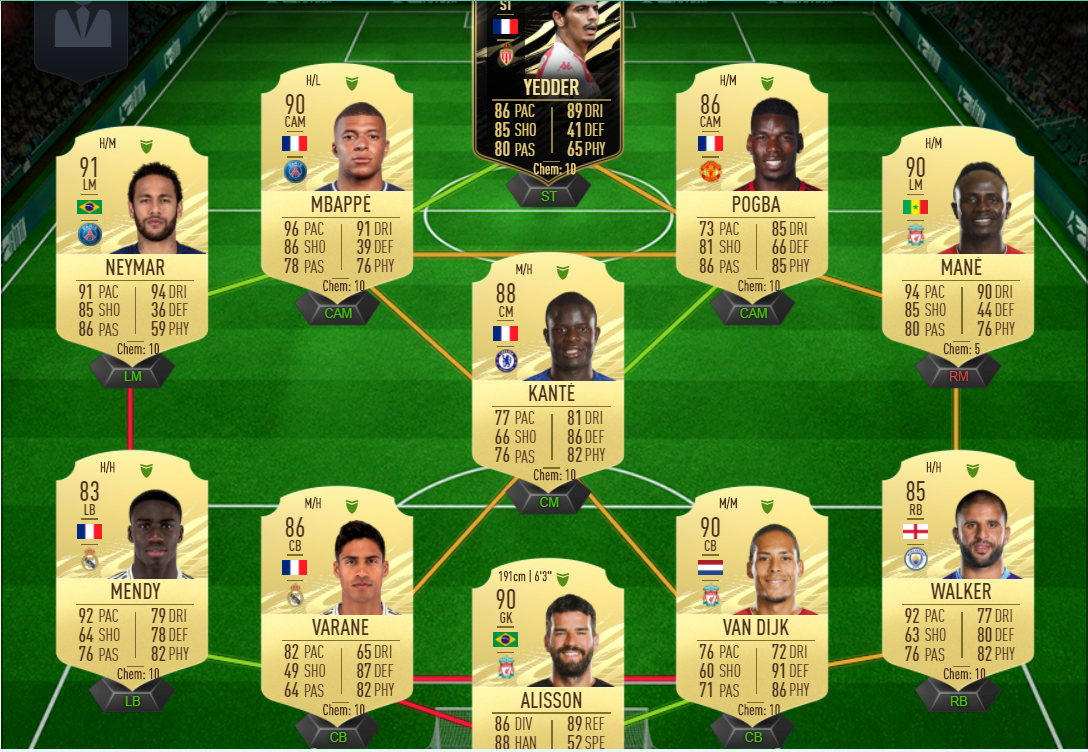 ST
YEDDER
86 PAC 89 DRI
85 SHO 41 DEF
80 PAS 65 PHY
Chem: 10
ST
H/L
90
CAM
MBAPPÉ
96 PAC 91 DRI
86 SHO 39 DEF
78 PAS 76 PHY
Chem: 10
CAM
H/M
86
CAM
POGBA
73 PAC 85 DRI
81 SHO 66 DEF
86 PAS 85 PHY
Chem: 10
CAM
H/M
91
LM
NEYMAR
91 PAC 94 DRI
85 SHO 36 DEF
86 PAS 59 PHY
Chem: 10
LM
H/M
90
LM
MANÉ
94 PAC 90 DRI
85 SHO 44 DEF
80 PAS 76 PHY
Chem: 5
RM
M/H
88
CM
KANTÉ
77 PAC 81 DRI
66 SHO 86 DEF
76 PAS 82 PHY
Chem: 10
CM
H/H
83
LB
MENDY
92 PAC 79 DRI
64 SHO 78 DEF
76 PAS 82 PHY
Chem: 10
LB
M/H
86
CB
VARANE
82 PAC 65 DRI
49 SHO 87 DEF
64 PAS 82 PHY
Chem: 10
CB
191cm | 6'3"
90
GK
ALISSON
86 DIV 89 REF
88 HAN 52 SPE
M/M
90
CB
VAN DIJK
76 PAC 72 DRI
60 SHO 91 DEF
71 PAS 86 PHY
Chem: 10
CB
H/H
85
RB
WALKER
92 PAC 77 DRI
63 SHO 80 DEF
76 PAS 82 PHY
Chem: 10
RB